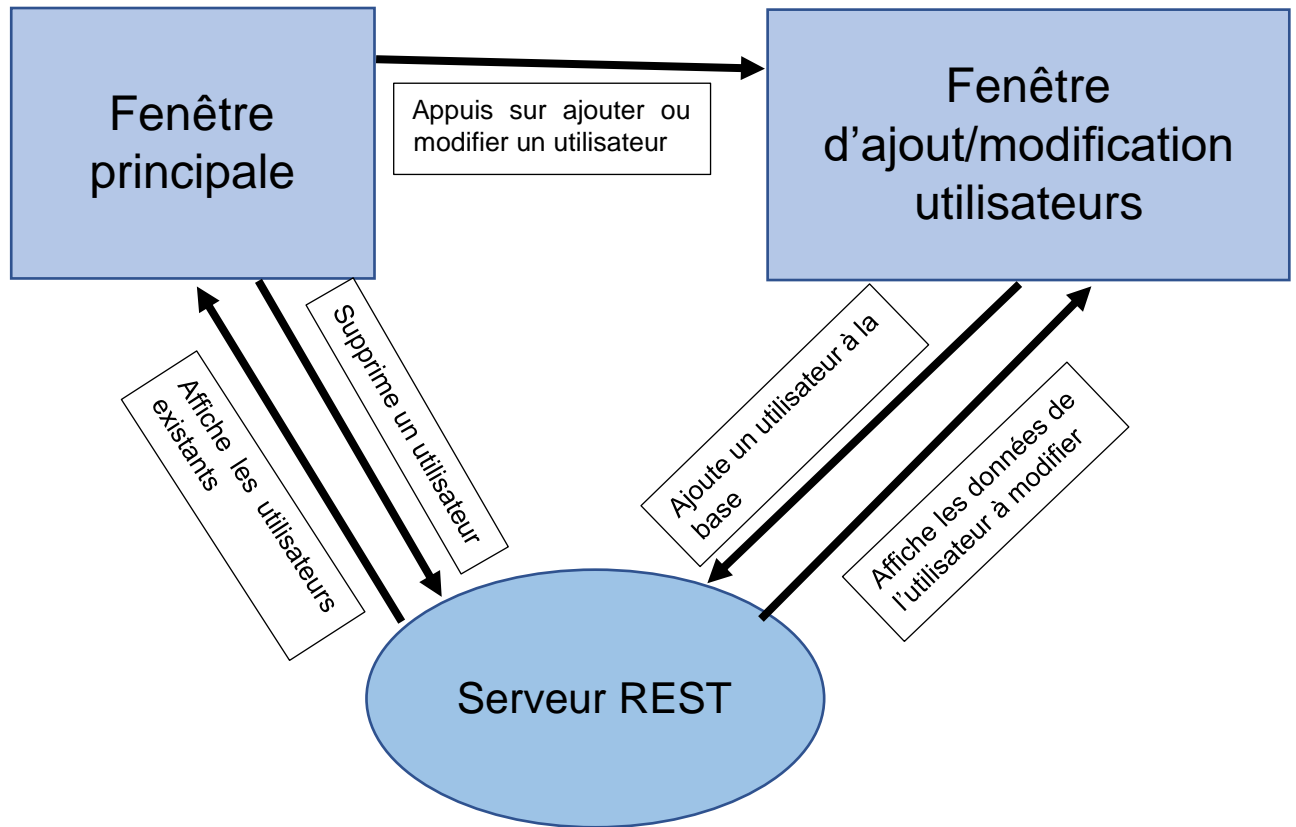 Fenêtre
principale
Appuis sur ajouter ou
modifier un utilisateur
Fenêtre
d’ajout/modification
utilisateurs
Affiche les utilisateurs
existants
Supprime un utilisateur
Ajoute un utilisateur à la
base
Affiche les données de
l’utilisateur à modifier
Serveur REST